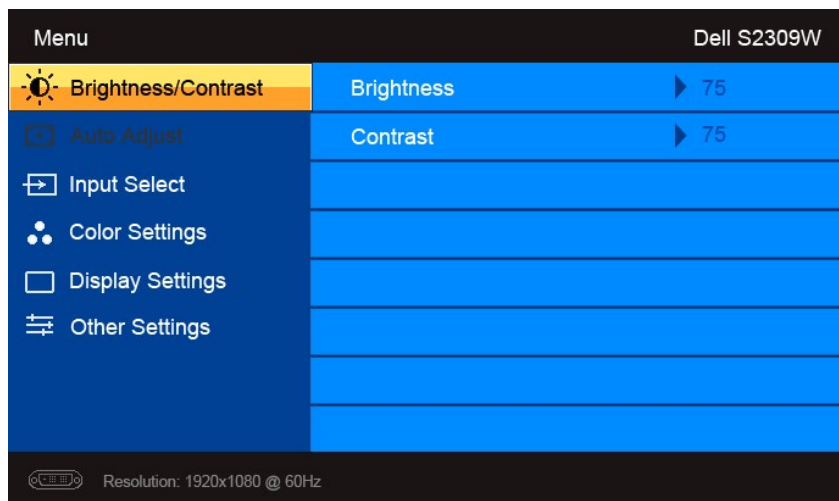 Menu
Dell S2309W
Brightness/Contrast
Brightness
75
Auto Adjust
Contrast
75
Input Select
Color Settings
Display Settings
Other Settings
Resolution: 1920x1080 @ 60Hz